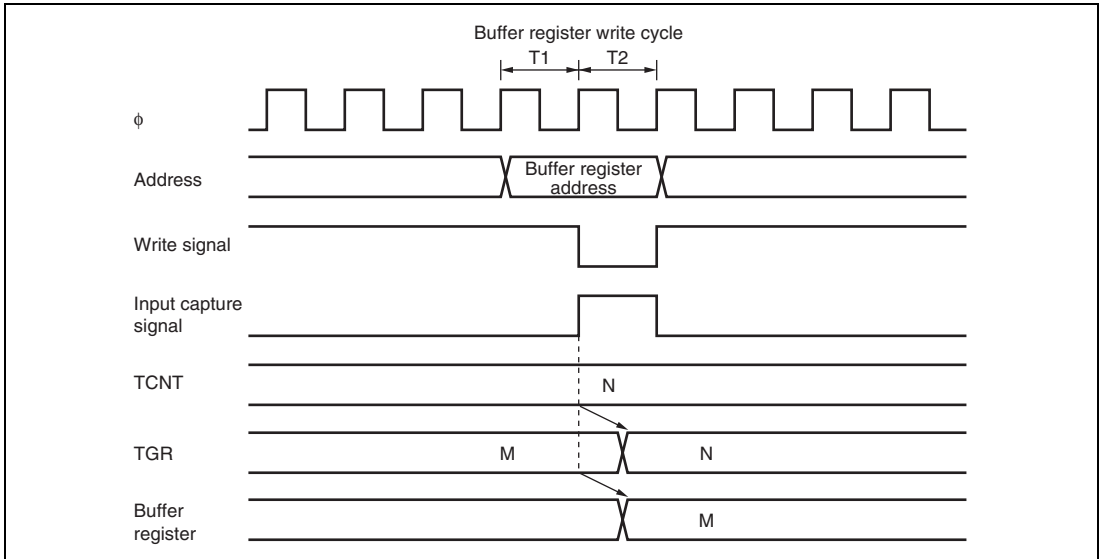 Buffer register write cycle
T1 T2
ϕ
Address
Buffer register
address
Write signal
Input capture
signal
TCNT
N
TGR
M N
Buffer
register
M